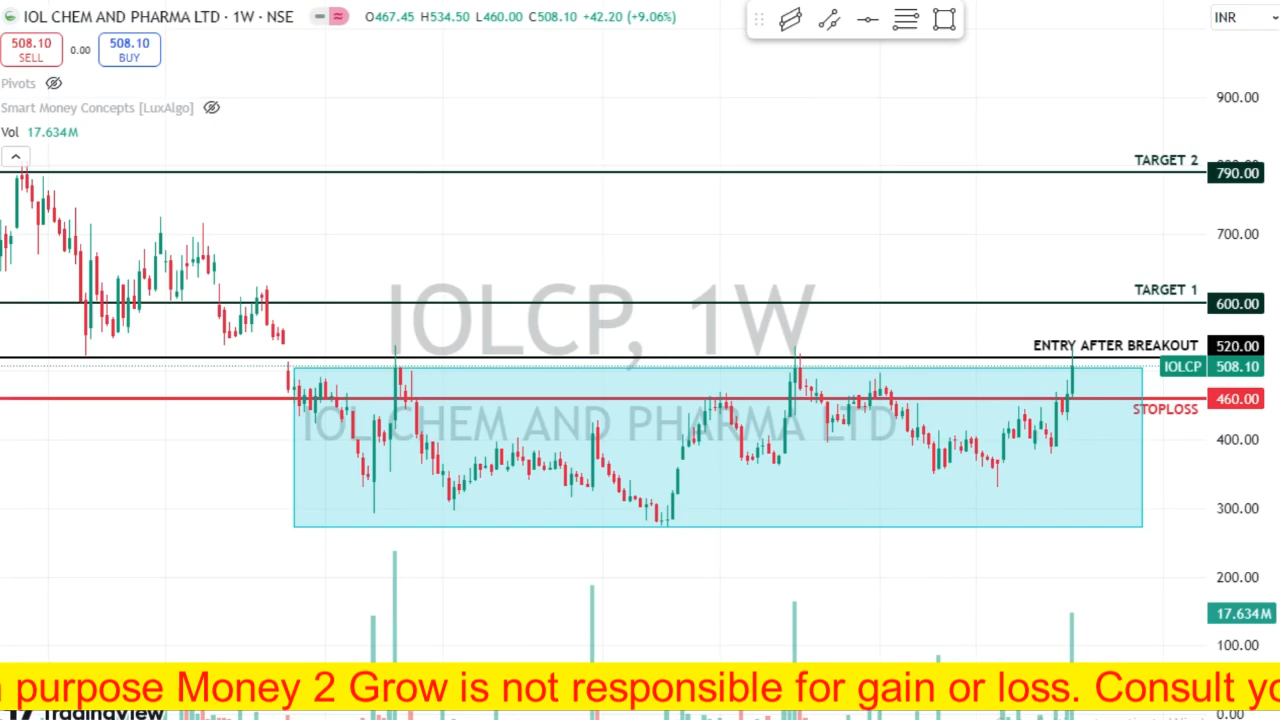 IOL CHEM AND PHARMA LTD · 1W · NSE
O467.45 H534.50 L460.00 C508.10 +42.20 (+9.06%)
INR
508.10
SELL
0.00
508.10
BUY
Pivots
Smart Money Concepts [LuxAlgo]
Vol 17.634M
900.00
TARGET 2
790.00
700.00
TARGET 1
600.00
IOLCP, 1W
ENTRY AFTER BREAKOUT
520.00
IOLCP
508.10
460.00
STOPLOSS
IOL CHEM AND PHARMA LTD
400.00
300.00
200.00
17.634M
100.00
purpose Money 2 Grow is not responsible for gain or loss. Consult
TradingView
0.00